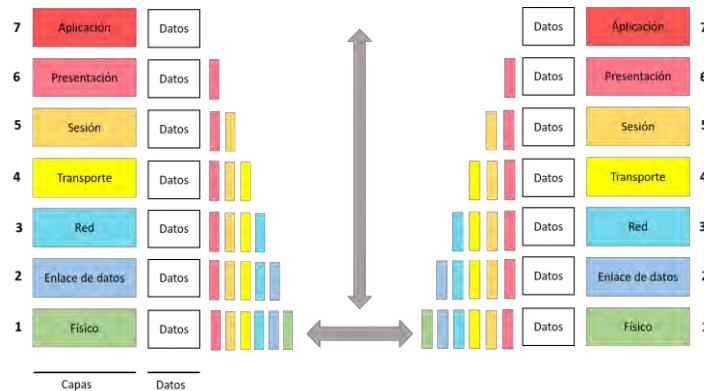 7 Aplicación Datos Datos Aplicación 7
6 Presentación Datos Datos Presentación 6
5 Sesión Datos Datos Sesión 5
4 Transporte Datos Datos Transporte 4
3 Red Datos Datos Red 3
2 Enlace de datos Datos Datos Enlace de datos 2
1 Físico Datos Datos Físico 1
Capas Datos